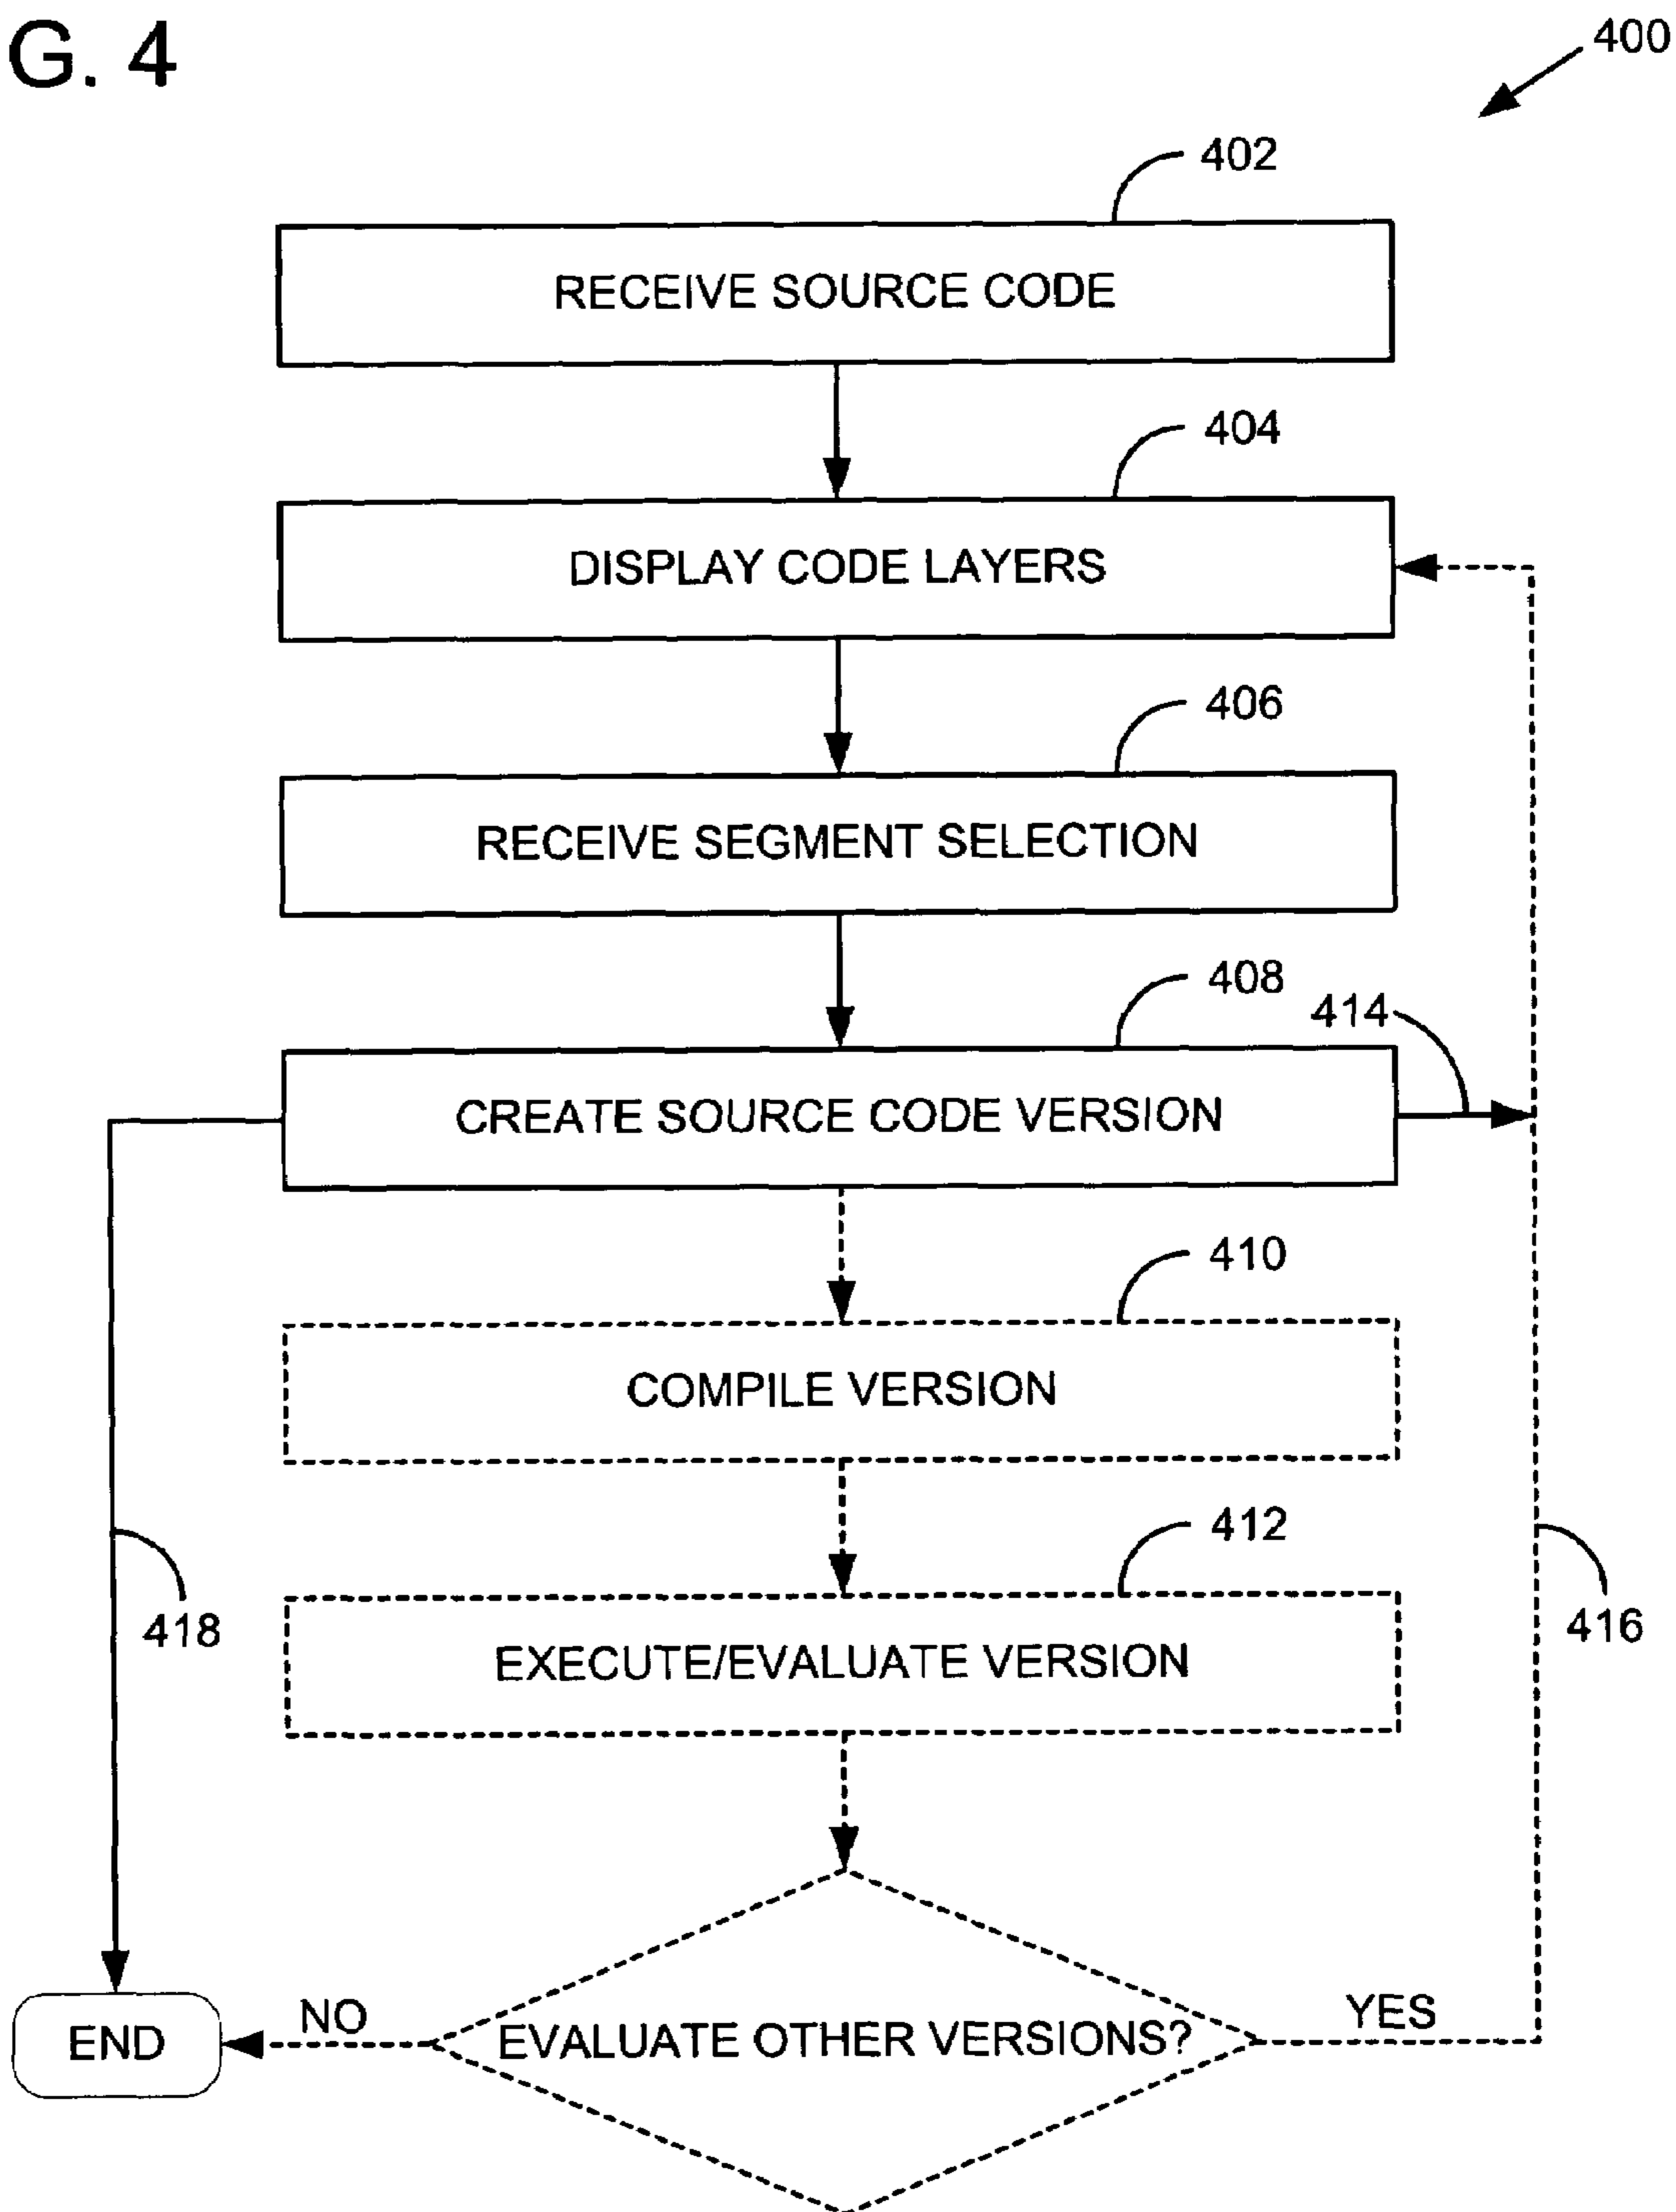 G. 4
400
402
RECEIVE SOURCE CODE
404
DISPLAY CODE LAYERS
406
RECEIVE SEGMENT SELECTION
408
414
CREATE SOURCE CODE VERSION
410
COMPILE VERSION
412
EXECUTE/EVALUATE VERSION
418
416
NO
YES
END
EVALUATE OTHER VERSIONS?